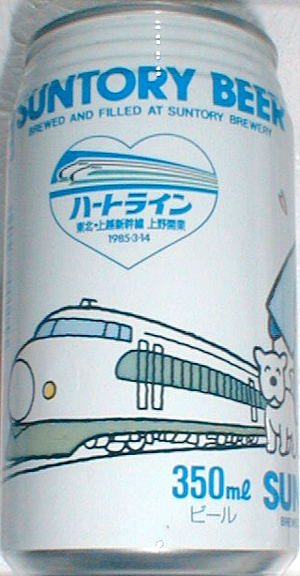 SUNTORY BEER
BREWED AND FILLED AT SUNTORY BREWERY
ハートライン
東北・上越新幹線 上野開業
1985・3・14
350ml
ビール
SUN
BRE